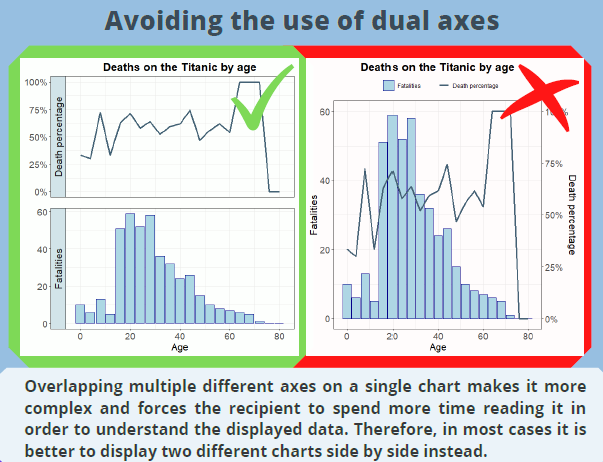 Avoiding the use of dual axes
Deaths on the Titanic by age
100%
75%
50%
25%
0%
Death percentage
60
40
20
0
Fatalities
0 20 40 60 80
Age
Deaths on the Titanic by age
Fatalities Death percentage
60
40
20
0
Fatalities
75%
50%
25%
0%
Death percentage
0 20 40 60 80
Age
Overlapping multiple different axes on a single chart makes it more
complex and forces the recipient to spend more time reading it in
order to understand the displayed data. Therefore, in most cases it is
better to display two different charts side by side instead.